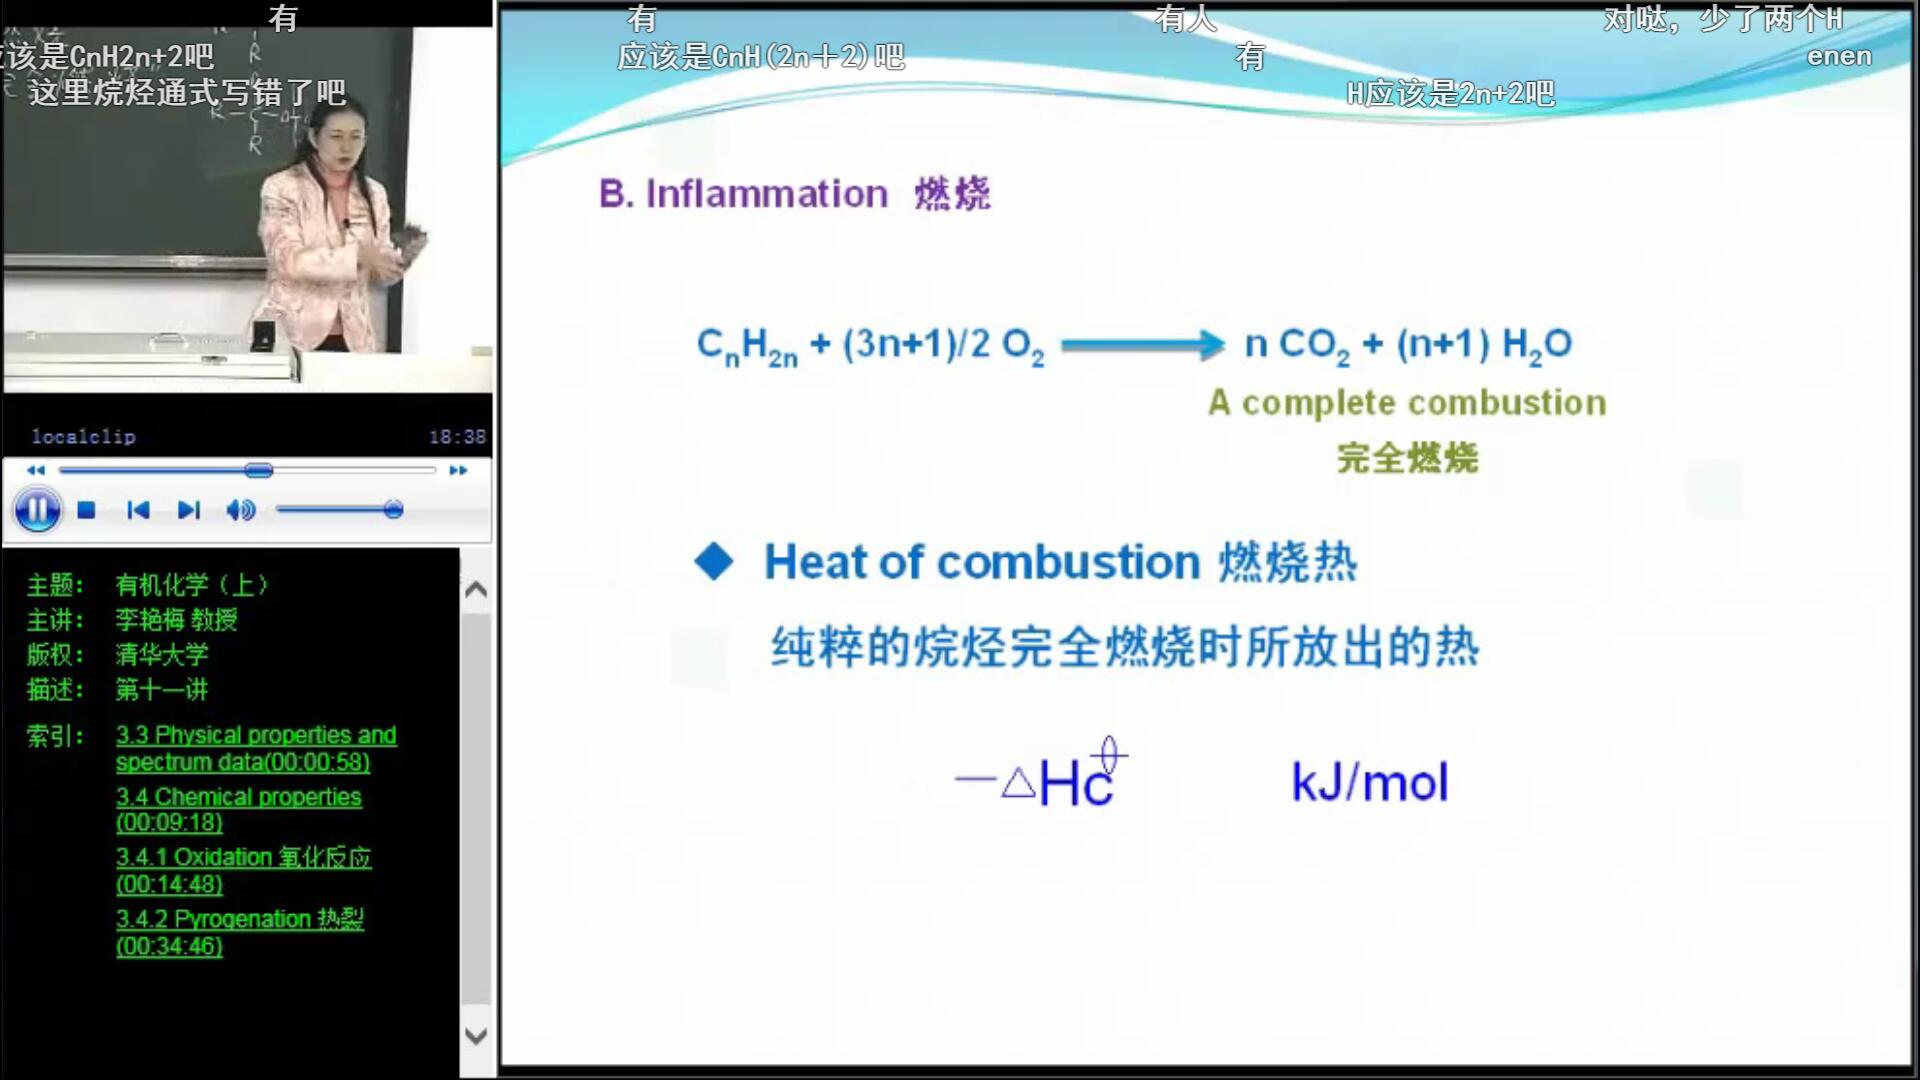 有
有
有人
对哒，少了两个H
应该是CnH2n+2吧
应该是CnH(2n+2)吧
有
enen
这里烷烃通式写错了吧
H应该是2n+2吧
R
R
localclip 18:38
主题： 有机化学（上）
主讲： 李艳梅 教授
版权： 清华大学
描述： 第十一讲
索引： 3.3 Physical properties and
spectrum data(00:00:58)
3.4 Chemical properties
(00:09:18)
3.4.1 Oxidation 氧化反应
(00:14:48)
3.4.2 Pyrogenation 热裂
(00:34:46)
B. Inflammation 燃烧
CnH2n + (3n+1)/2 O2 → n CO2 + (n+1) H2O
A complete combustion
完全燃烧
◆ Heat of combustion 燃烧热
纯粹的烷烃完全燃烧时所放出的热
—△Hc⦵ kJ/mol